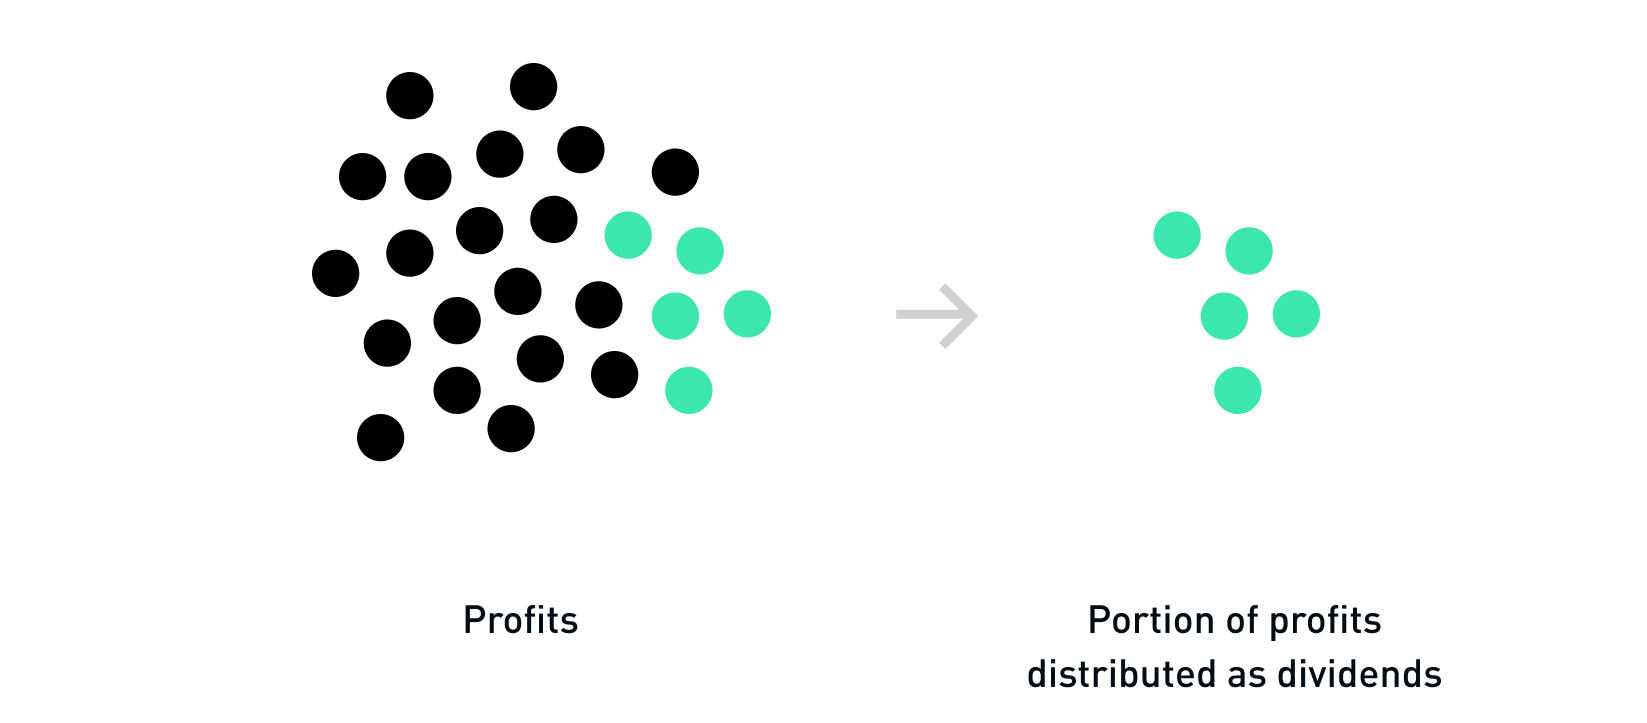 Profits
Portion of profits
distributed as dividends